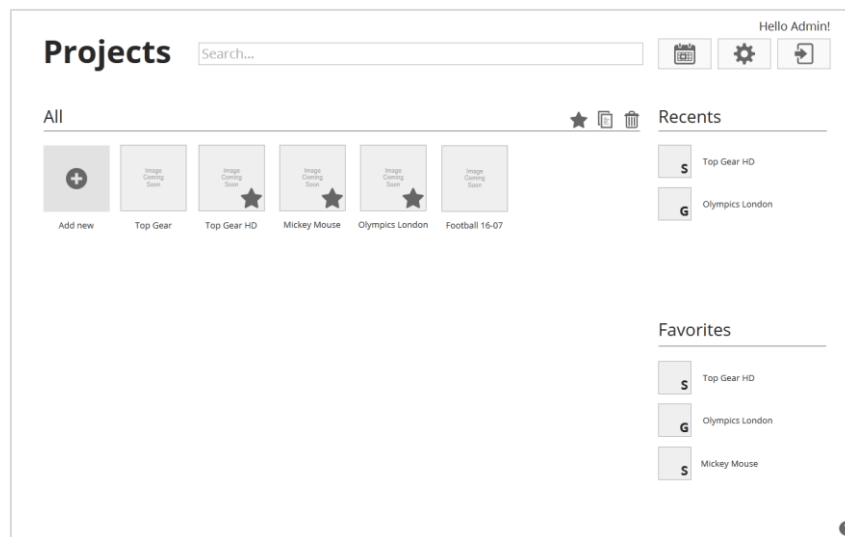 Hello Admin!
Projects
Search...
All
Recents
Image
Coming
Soon
Image
Coming
Soon
Image
Coming
Soon
Image
Coming
Soon
Image
Coming
Soon
Add new
Top Gear
Top Gear HD
Mickey Mouse
Olympics London
Football 16-07
S
Top Gear HD
G
Olympics London
Favorites
S
Top Gear HD
G
Olympics London
S
Mickey Mouse